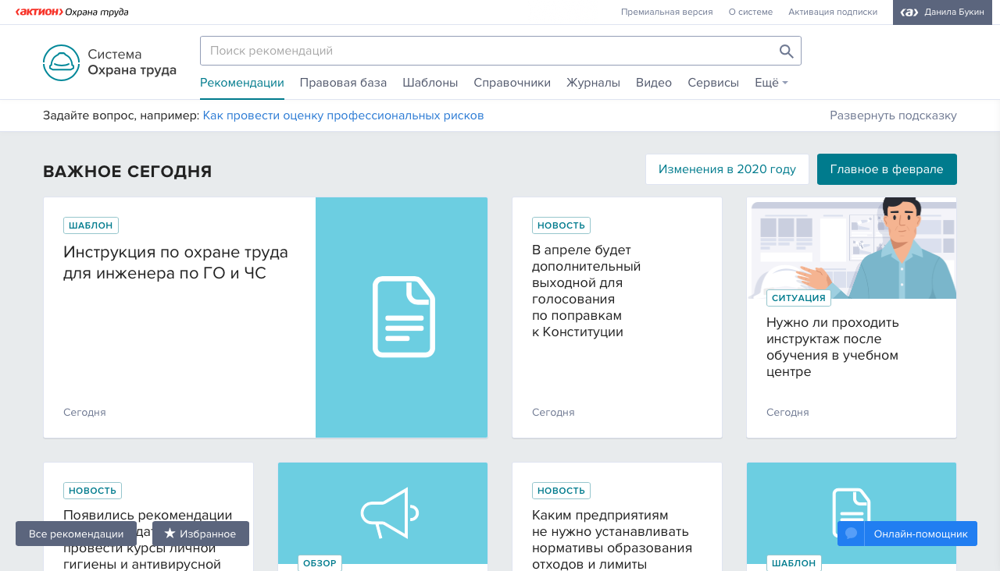 ‹актион› Охрана труда
Премиальная версия
О системе
Активация подписки
(а) Данила Букин
Система
Охрана труда
Поиск рекомендаций
Рекомендации
Правовая база
Шаблоны
Справочники
Журналы
Видео
Сервисы
Ещё
Задайте вопрос, например: Как провести оценку профессиональных рисков
Развернуть подсказку
ВАЖНОЕ СЕГОДНЯ
Изменения в 2020 году
Главное в феврале
ШАБЛОН
Инструкция по охране труда
для инженера по ГО и ЧС
Сегодня
НОВОСТЬ
В апреле будет
дополнительный
выходной для
голосования
по поправкам
к Конституции
Сегодня
СИТУАЦИЯ
Нужно ли проходить
инструктаж после
обучения в учебном
центре
Сегодня
НОВОСТЬ
Появились рекомендации
провести курсы личной
гигиены и антивирусной
ОБЗОР
НОВОСТЬ
Каким предприятиям
не нужно устанавливать
нормативы образования
отходов и лимиты
ШАБЛОН
Все рекомендации
Избранное
Онлайн-помощник